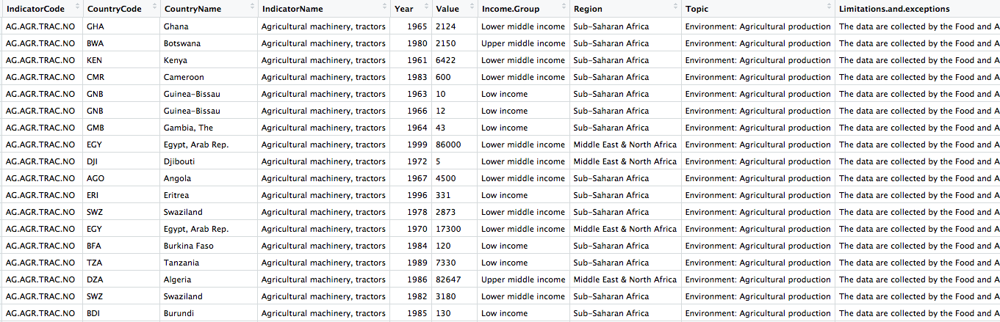 IndicatorCode CountryCode CountryName IndicatorName Year Value Income.Group Region Topic Limitations.and.exceptions
AG.AGR.TRAC.NO GHA Ghana Agricultural machinery, tractors 1965 2124 Lower middle income Sub-Saharan Africa Environment: Agricultural production The data are collected by the Food and A
AG.AGR.TRAC.NO BWA Botswana Agricultural machinery, tractors 1980 2150 Upper middle income Sub-Saharan Africa Environment: Agricultural production The data are collected by the Food and A
AG.AGR.TRAC.NO KEN Kenya Agricultural machinery, tractors 1961 6422 Lower middle income Sub-Saharan Africa Environment: Agricultural production The data are collected by the Food and A
AG.AGR.TRAC.NO CMR Cameroon Agricultural machinery, tractors 1983 600 Lower middle income Sub-Saharan Africa Environment: Agricultural production The data are collected by the Food and A
AG.AGR.TRAC.NO GNB Guinea-Bissau Agricultural machinery, tractors 1963 10 Low income Sub-Saharan Africa Environment: Agricultural production The data are collected by the Food and A
AG.AGR.TRAC.NO GNB Guinea-Bissau Agricultural machinery, tractors 1966 12 Low income Sub-Saharan Africa Environment: Agricultural production The data are collected by the Food and A
AG.AGR.TRAC.NO GMB Gambia, The Agricultural machinery, tractors 1964 43 Low income Sub-Saharan Africa Environment: Agricultural production The data are collected by the Food and A
AG.AGR.TRAC.NO EGY Egypt, Arab Rep. Agricultural machinery, tractors 1999 86000 Lower middle income Middle East & North Africa Environment: Agricultural production The data are collected by the Food and A
AG.AGR.TRAC.NO DJI Djibouti Agricultural machinery, tractors 1972 5 Lower middle income Middle East & North Africa Environment: Agricultural production The data are collected by the Food and A
AG.AGR.TRAC.NO AGO Angola Agricultural machinery, tractors 1967 4500 Lower middle income Sub-Saharan Africa Environment: Agricultural production The data are collected by the Food and A
AG.AGR.TRAC.NO ERI Eritrea Agricultural machinery, tractors 1996 331 Low income Sub-Saharan Africa Environment: Agricultural production The data are collected by the Food and A
AG.AGR.TRAC.NO SWZ Swaziland Agricultural machinery, tractors 1978 2873 Lower middle income Sub-Saharan Africa Environment: Agricultural production The data are collected by the Food and A
AG.AGR.TRAC.NO EGY Egypt, Arab Rep. Agricultural machinery, tractors 1970 17300 Lower middle income Middle East & North Africa Environment: Agricultural production The data are collected by the Food and A
AG.AGR.TRAC.NO BFA Burkina Faso Agricultural machinery, tractors 1984 120 Low income Sub-Saharan Africa Environment: Agricultural production The data are collected by the Food and A
AG.AGR.TRAC.NO TZA Tanzania Agricultural machinery, tractors 1989 7330 Low income Sub-Saharan Africa Environment: Agricultural production The data are collected by the Food and A
AG.AGR.TRAC.NO DZA Algeria Agricultural machinery, tractors 1986 82647 Upper middle income Middle East & North Africa Environment: Agricultural production The data are collected by the Food and A
AG.AGR.TRAC.NO SWZ Swaziland Agricultural machinery, tractors 1982 3180 Lower middle income Sub-Saharan Africa Environment: Agricultural production The data are collected by the Food and A
AG.AGR.TRAC.NO BDI Burundi Agricultural machinery, tractors 1985 130 Low income Sub-Saharan Africa Environment: Agricultural production The data are collected by the Food and A